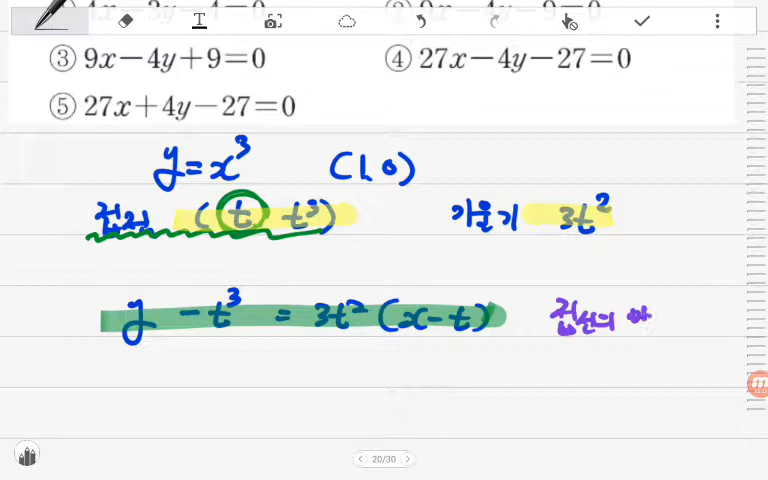 ③ 9x－4y＋9＝0 ④ 27x－4y－27＝0
⑤ 27x＋4y－27＝0
y=x³ (1, 0)
접점 (t, t³) 기울기 3t²
y - t³ = 3t² (x - t) 접선의
20/30